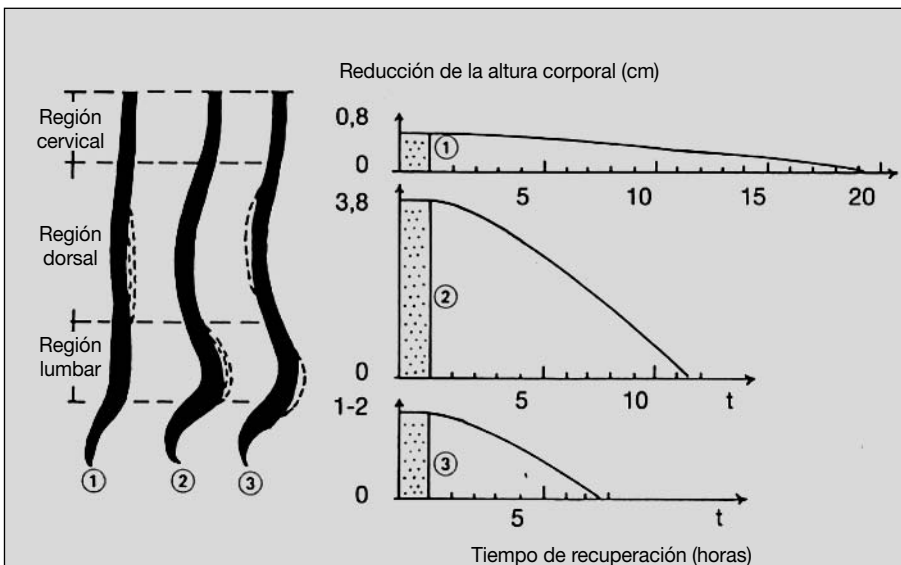 Reducción de la altura corporal (cm)
Región
cervical
Región
dorsal
Región
lumbar
1 2 3
0,8
0
1
5 10 15 20
3,8
0
2
5 10 t
1-2
0
3
5 t
Tiempo de recuperación (horas)